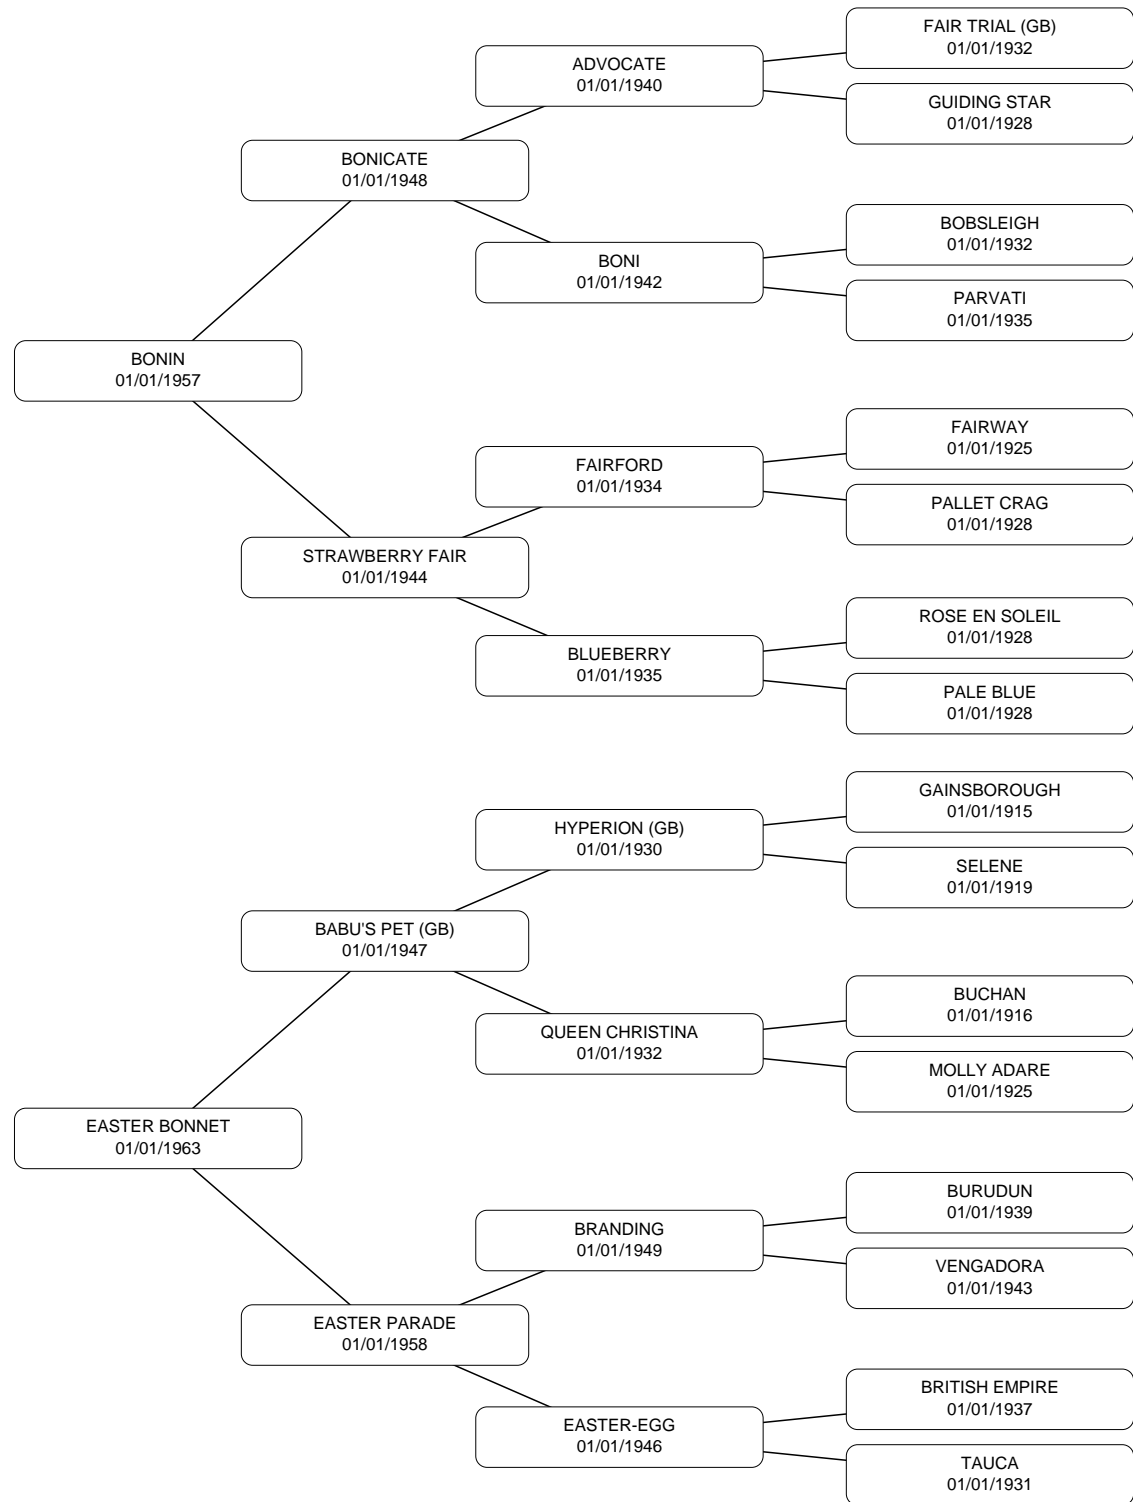 FAIR TRIAL (GB)
01/01/1932
ADVOCATE
01/01/1940
GUIDING STAR
01/01/1928
BONICATE
01/01/1948
BOBSLEIGH
01/01/1932
BONI
01/01/1942
PARVATI
01/01/1935
BONIN
01/01/1957
FAIRWAY
01/01/1925
FAIRFORD
01/01/1934
PALLET CRAG
01/01/1928
STRAWBERRY FAIR
01/01/1944
ROSE EN SOLEIL
01/01/1928
BLUEBERRY
01/01/1935
PALE BLUE
01/01/1928
GAINSBOROUGH
01/01/1915
HYPERION (GB)
01/01/1930
SELENE
01/01/1919
BABU'S PET (GB)
01/01/1947
BUCHAN
01/01/1916
QUEEN CHRISTINA
01/01/1932
MOLLY ADARE
01/01/1925
EASTER BONNET
01/01/1963
BURUDUN
01/01/1939
BRANDING
01/01/1949
VENGADORA
01/01/1943
EASTER PARADE
01/01/1958
BRITISH EMPIRE
01/01/1937
EASTER-EGG
01/01/1946
TAUCA
01/01/1931